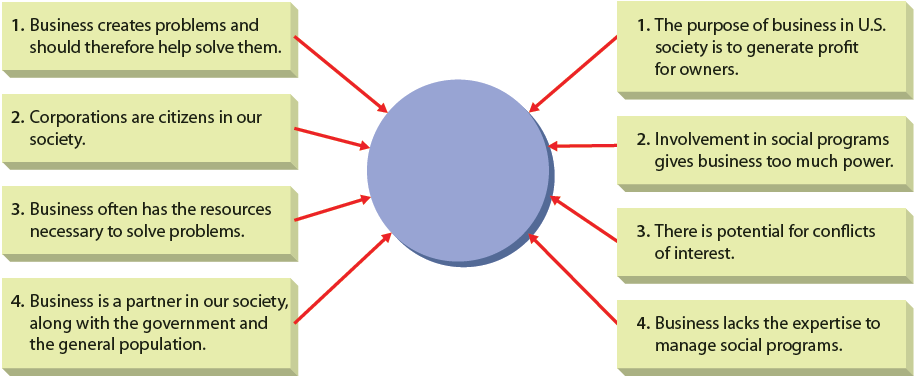 1. Business creates problems and
should therefore help solve them.
2. Corporations are citizens in our
society.
3. Business often has the resources
necessary to solve problems.
4. Business is a partner in our society,
along with the government and
the general population.
1. The purpose of business in U.S.
society is to generate profit
for owners.
2. Involvement in social programs
gives business too much power.
3. There is potential for conflicts
of interest.
4. Business lacks the expertise to
manage social programs.